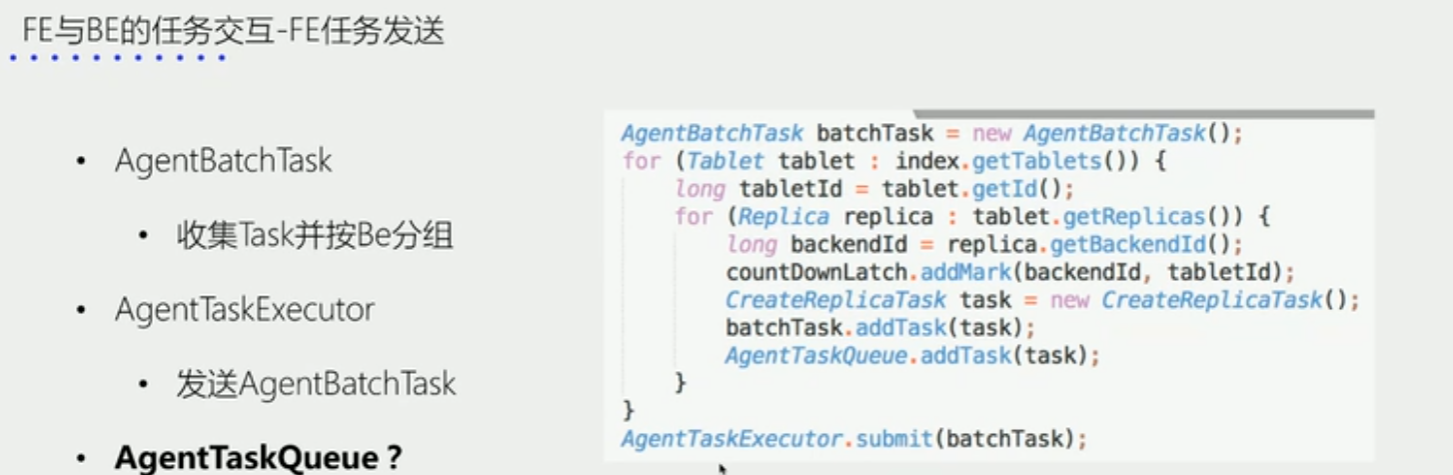 FE与BE的任务交互-FE任务发送
• AgentBatchTask
• 收集Task并按Be分组
• AgentTaskExecutor
• 发送AgentBatchTask
• AgentTaskQueue ?
AgentBatchTask batchTask = new AgentBatchTask();
for (Tablet tablet : index.getTablets()) {
long tabletId = tablet.getId();
for (Replica replica : tablet.getReplicas()) {
long backendId = replica.getBackendId();
countDownLatch.addMark(backendId, tabletId);
CreateReplicaTask task = new CreateReplicaTask();
batchTask.addTask(task);
AgentTaskQueue.addTask(task);
}
}
AgentTaskExecutor.submit(batchTask);